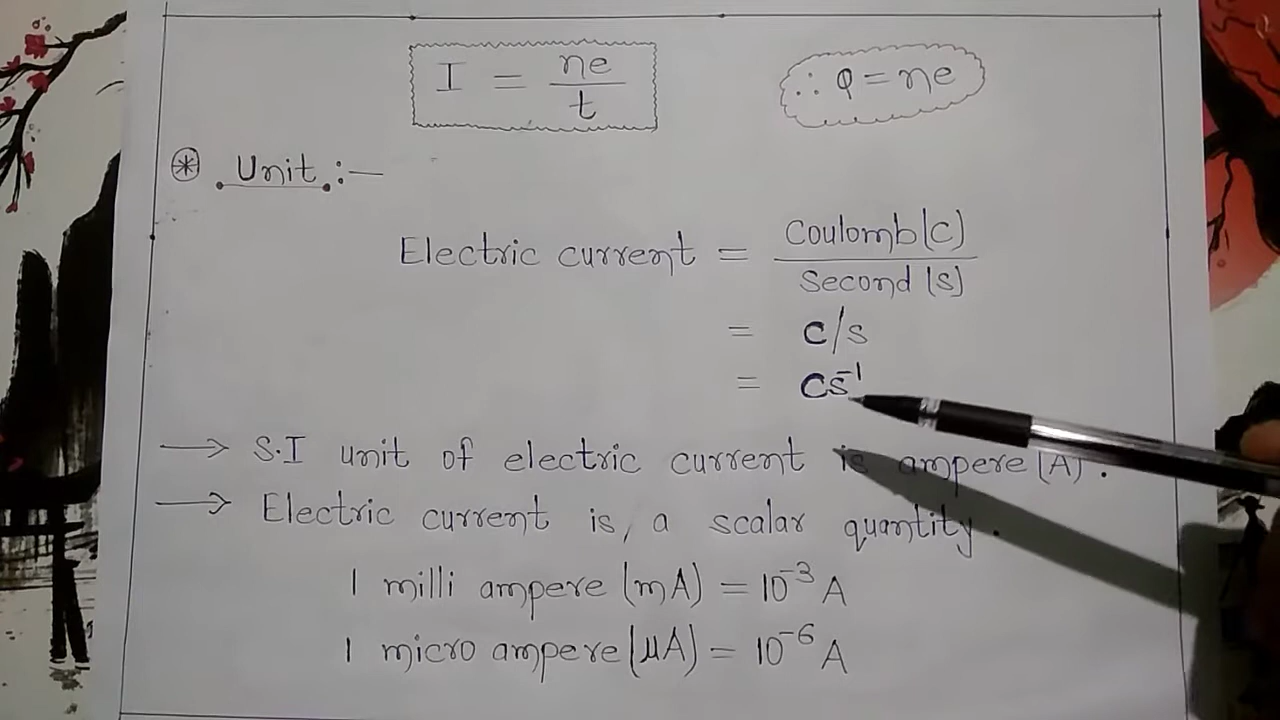 I = ne/t ∴ Q = ne
⊛ Unit :—
Electric current = Coulomb(C)/Second(s)
= C/s
= Cs⁻¹
→ S.I unit of electric current is ampere(A).
→ Electric current is, a scalar quantity.
1 milli ampere (mA) = 10⁻³ A
1 micro ampere (μA) = 10⁻⁶ A